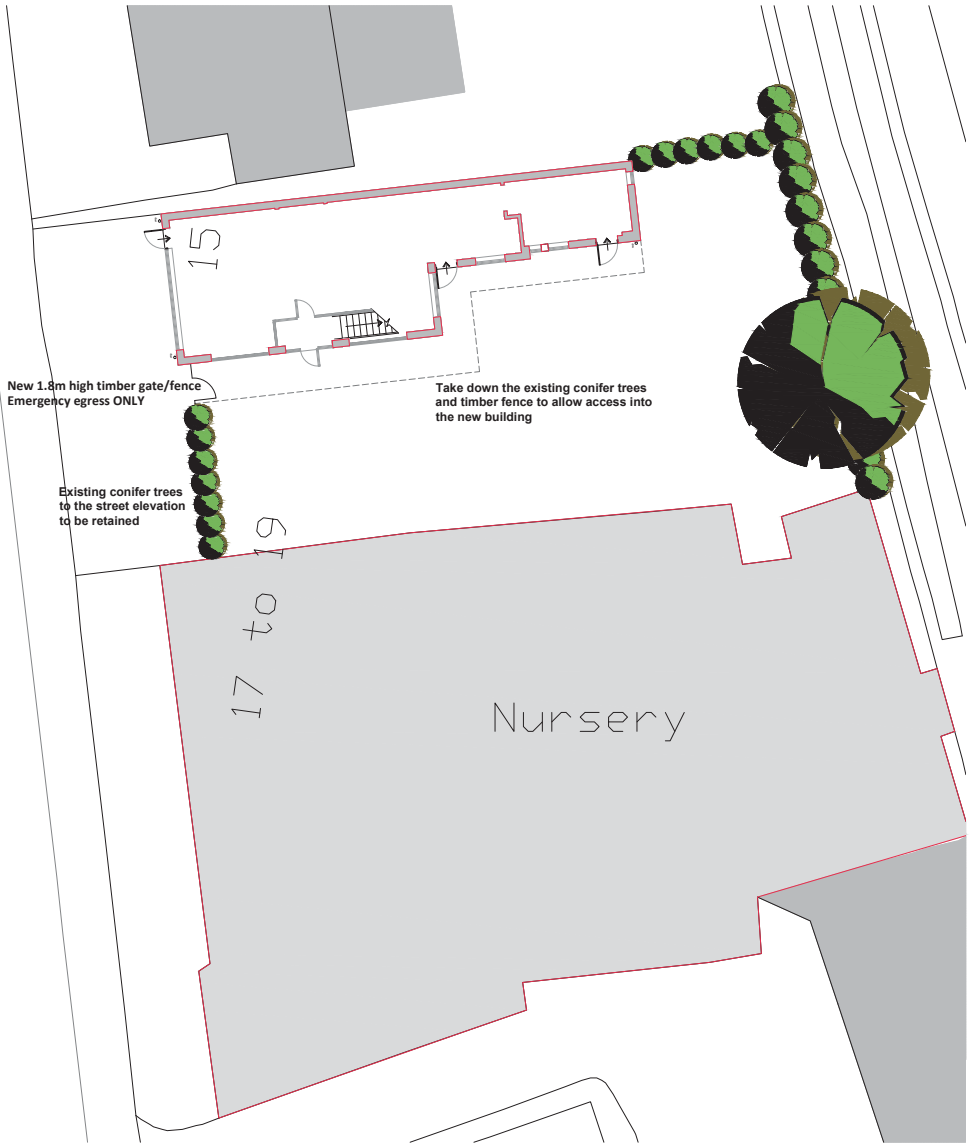 15
New 1.8m high timber gate/fence
Emergency egress ONLY
Take down the existing conifer trees
and timber fence to allow access into
the new building
Existing conifer trees
to the street elevation
to be retained
17 to 19
Nursery